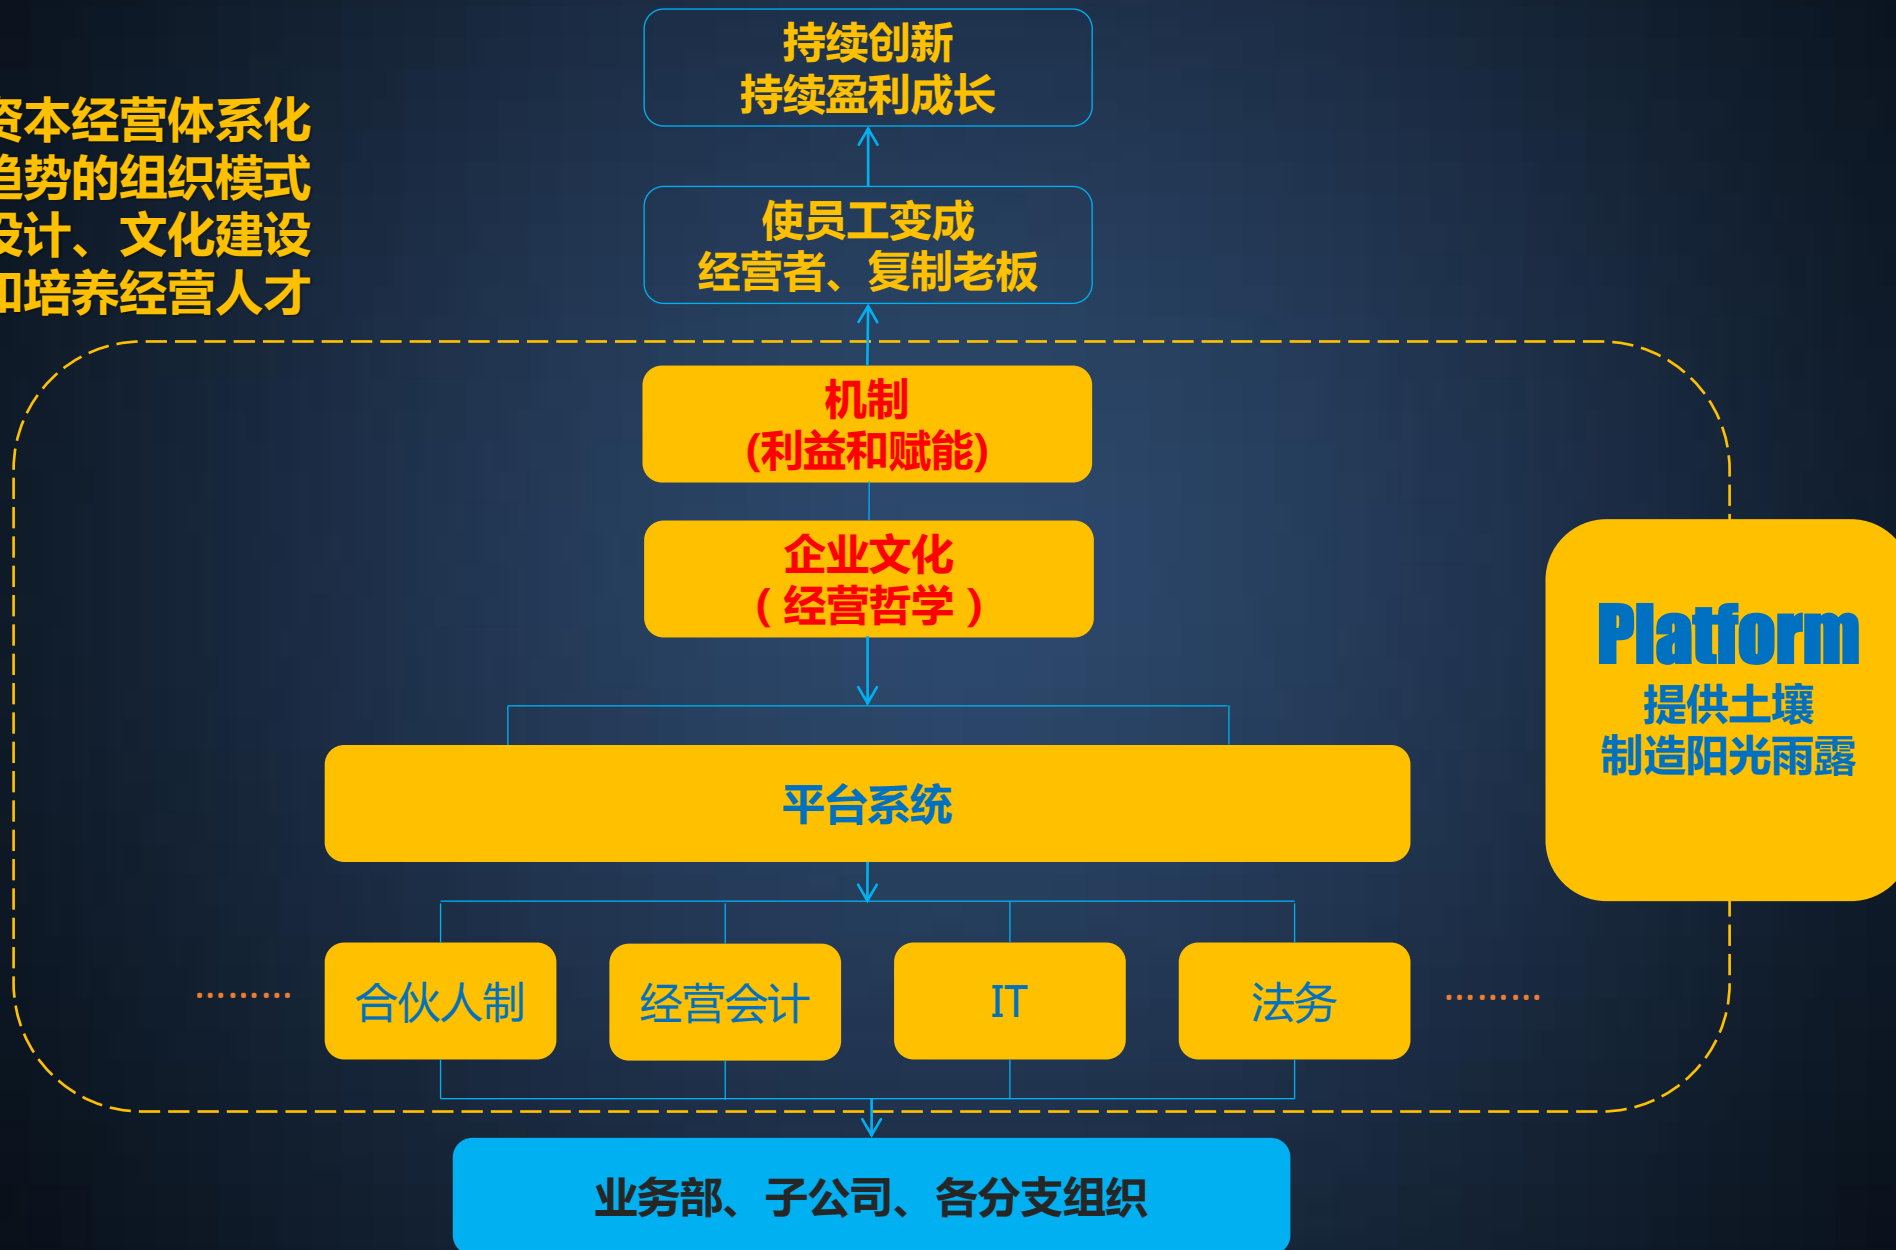 持续创新
持续盈利成长
资本经营体系化
趋势的组织模式
设计、文化建设
和培养经营人才
使员工变成
经营者、复制老板
机制
(利益和赋能)
企业文化
（ 经营哲学 ）
Platform
提供土壤
制造阳光雨露
平台系统
………
合伙人制
经营会计
IT
法务
………
业务部、子公司、各分支组织